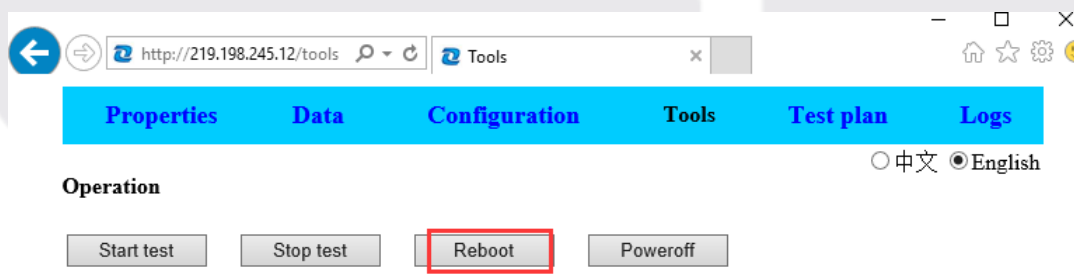 http://219.198.245.12/tools Tools
Properties Data Configuration Tools Test plan Logs
中文 English
Operation
Start test Stop test Reboot Poweroff